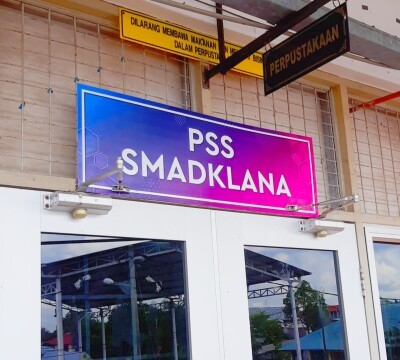 DILARANG MEMBAWA MAKANAN
DALAM
PERPUSTAKAAN
PSS
SMADKLANA